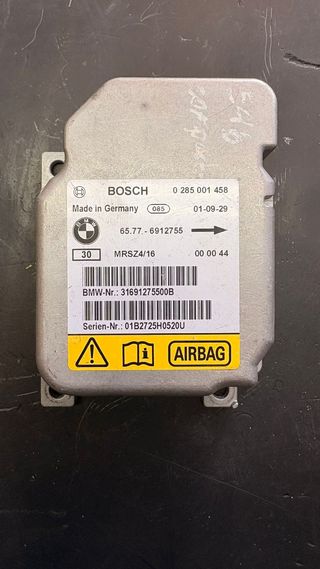 E46
BOSCH 0 285 001 458
Made in Germany 085 01-09-29
65.77. - 6912755
30 MRSZ4/16 00 00 44
BMW-Nr.: 31691275500B
Serien-Nr.: 01B2725H0520U
AIRBAG